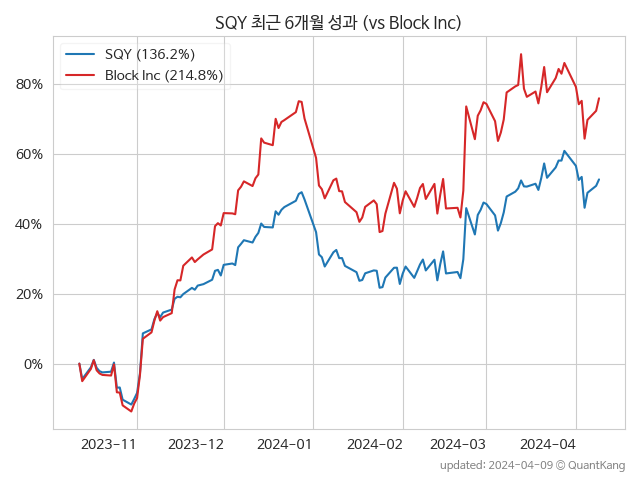 SQY 최근 6개월 성과 (vs Block Inc)
SQY (136.2%)
Block Inc (214.8%)
80%
60%
40%
20%
0%
2023-11 2023-12 2024-01 2024-02 2024-03 2024-04
updated: 2024-04-09 © QuantKang